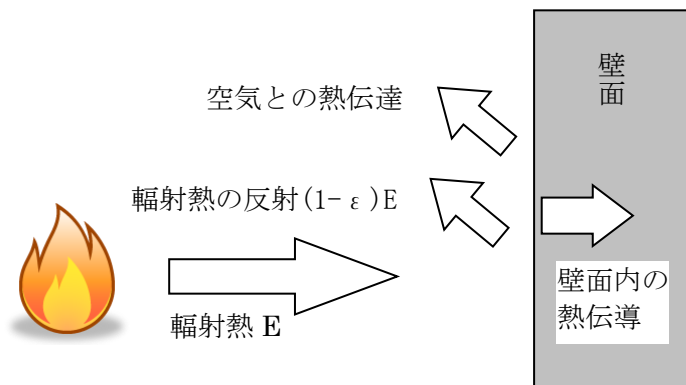 壁面
空気との熱伝達
輻射熱の反射(1-ε)E
輻射熱 E
壁面内の
熱伝導